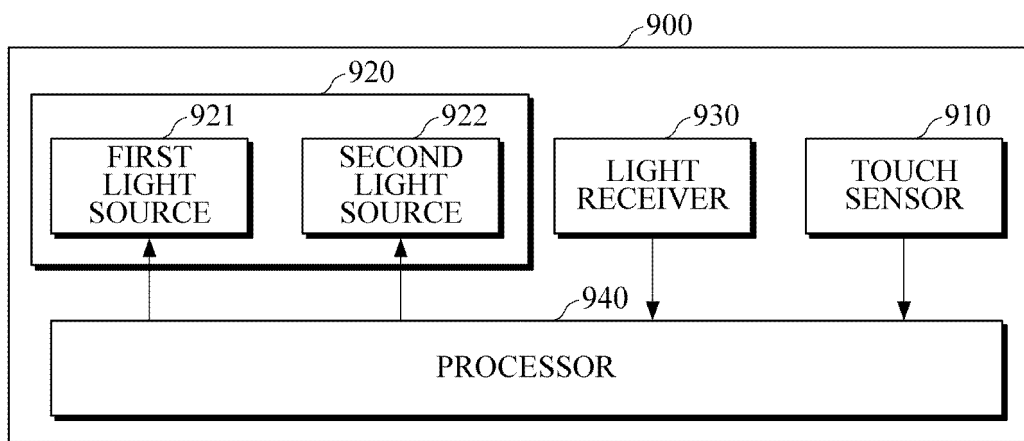 900
920
921
922
930
910
FIRST
LIGHT
SOURCE
SECOND
LIGHT
SOURCE
LIGHT
RECEIVER
TOUCH
SENSOR
940
PROCESSOR